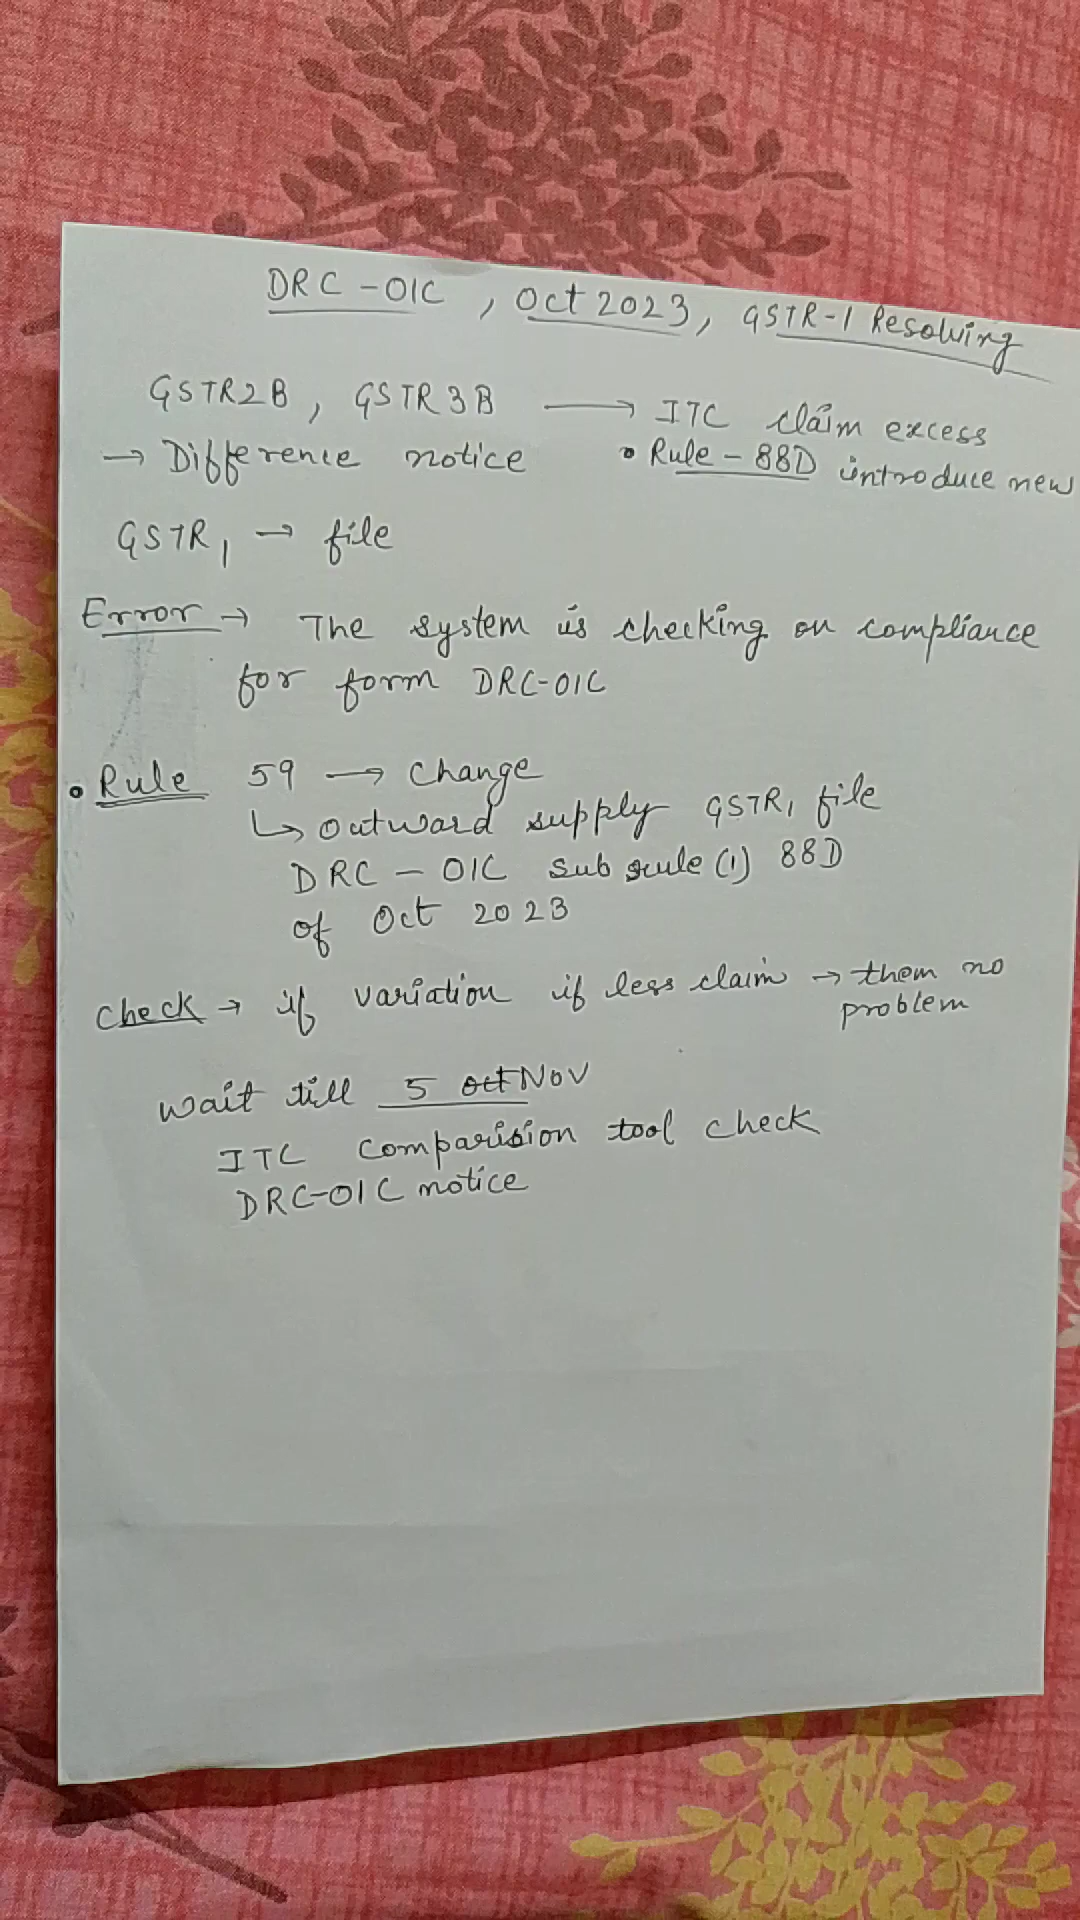 DRC-01C, Oct 2023, GSTR-1 Resolving
GSTR2B, GSTR3B → ITC claim excess
→ Difference notice • Rule-88D introduce new
GSTR1 → file
Error → The system is checking on compliance
for form DRC-01C
• Rule 59 → Change
↳ outward supply GSTR1 file
DRC-01C sub rule (1) 88D
of Oct 2023
check → if variation if less claim → them no
problem
wait till 5 Oct Nov
ITC comparision tool check
DRC-01C notice